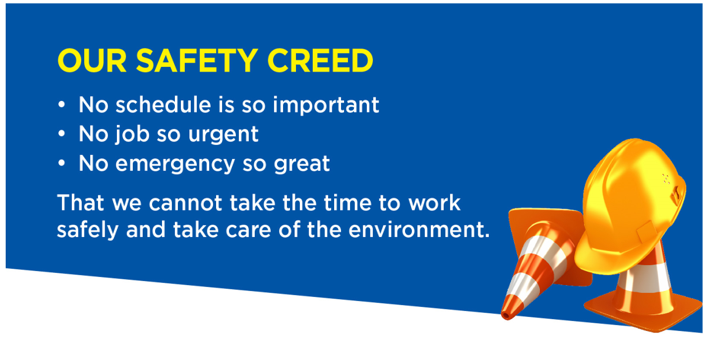 OUR SAFETY CREED
• No schedule is so important
• No job so urgent
• No emergency so great
That we cannot take the time to work
safely and take care of the environment.